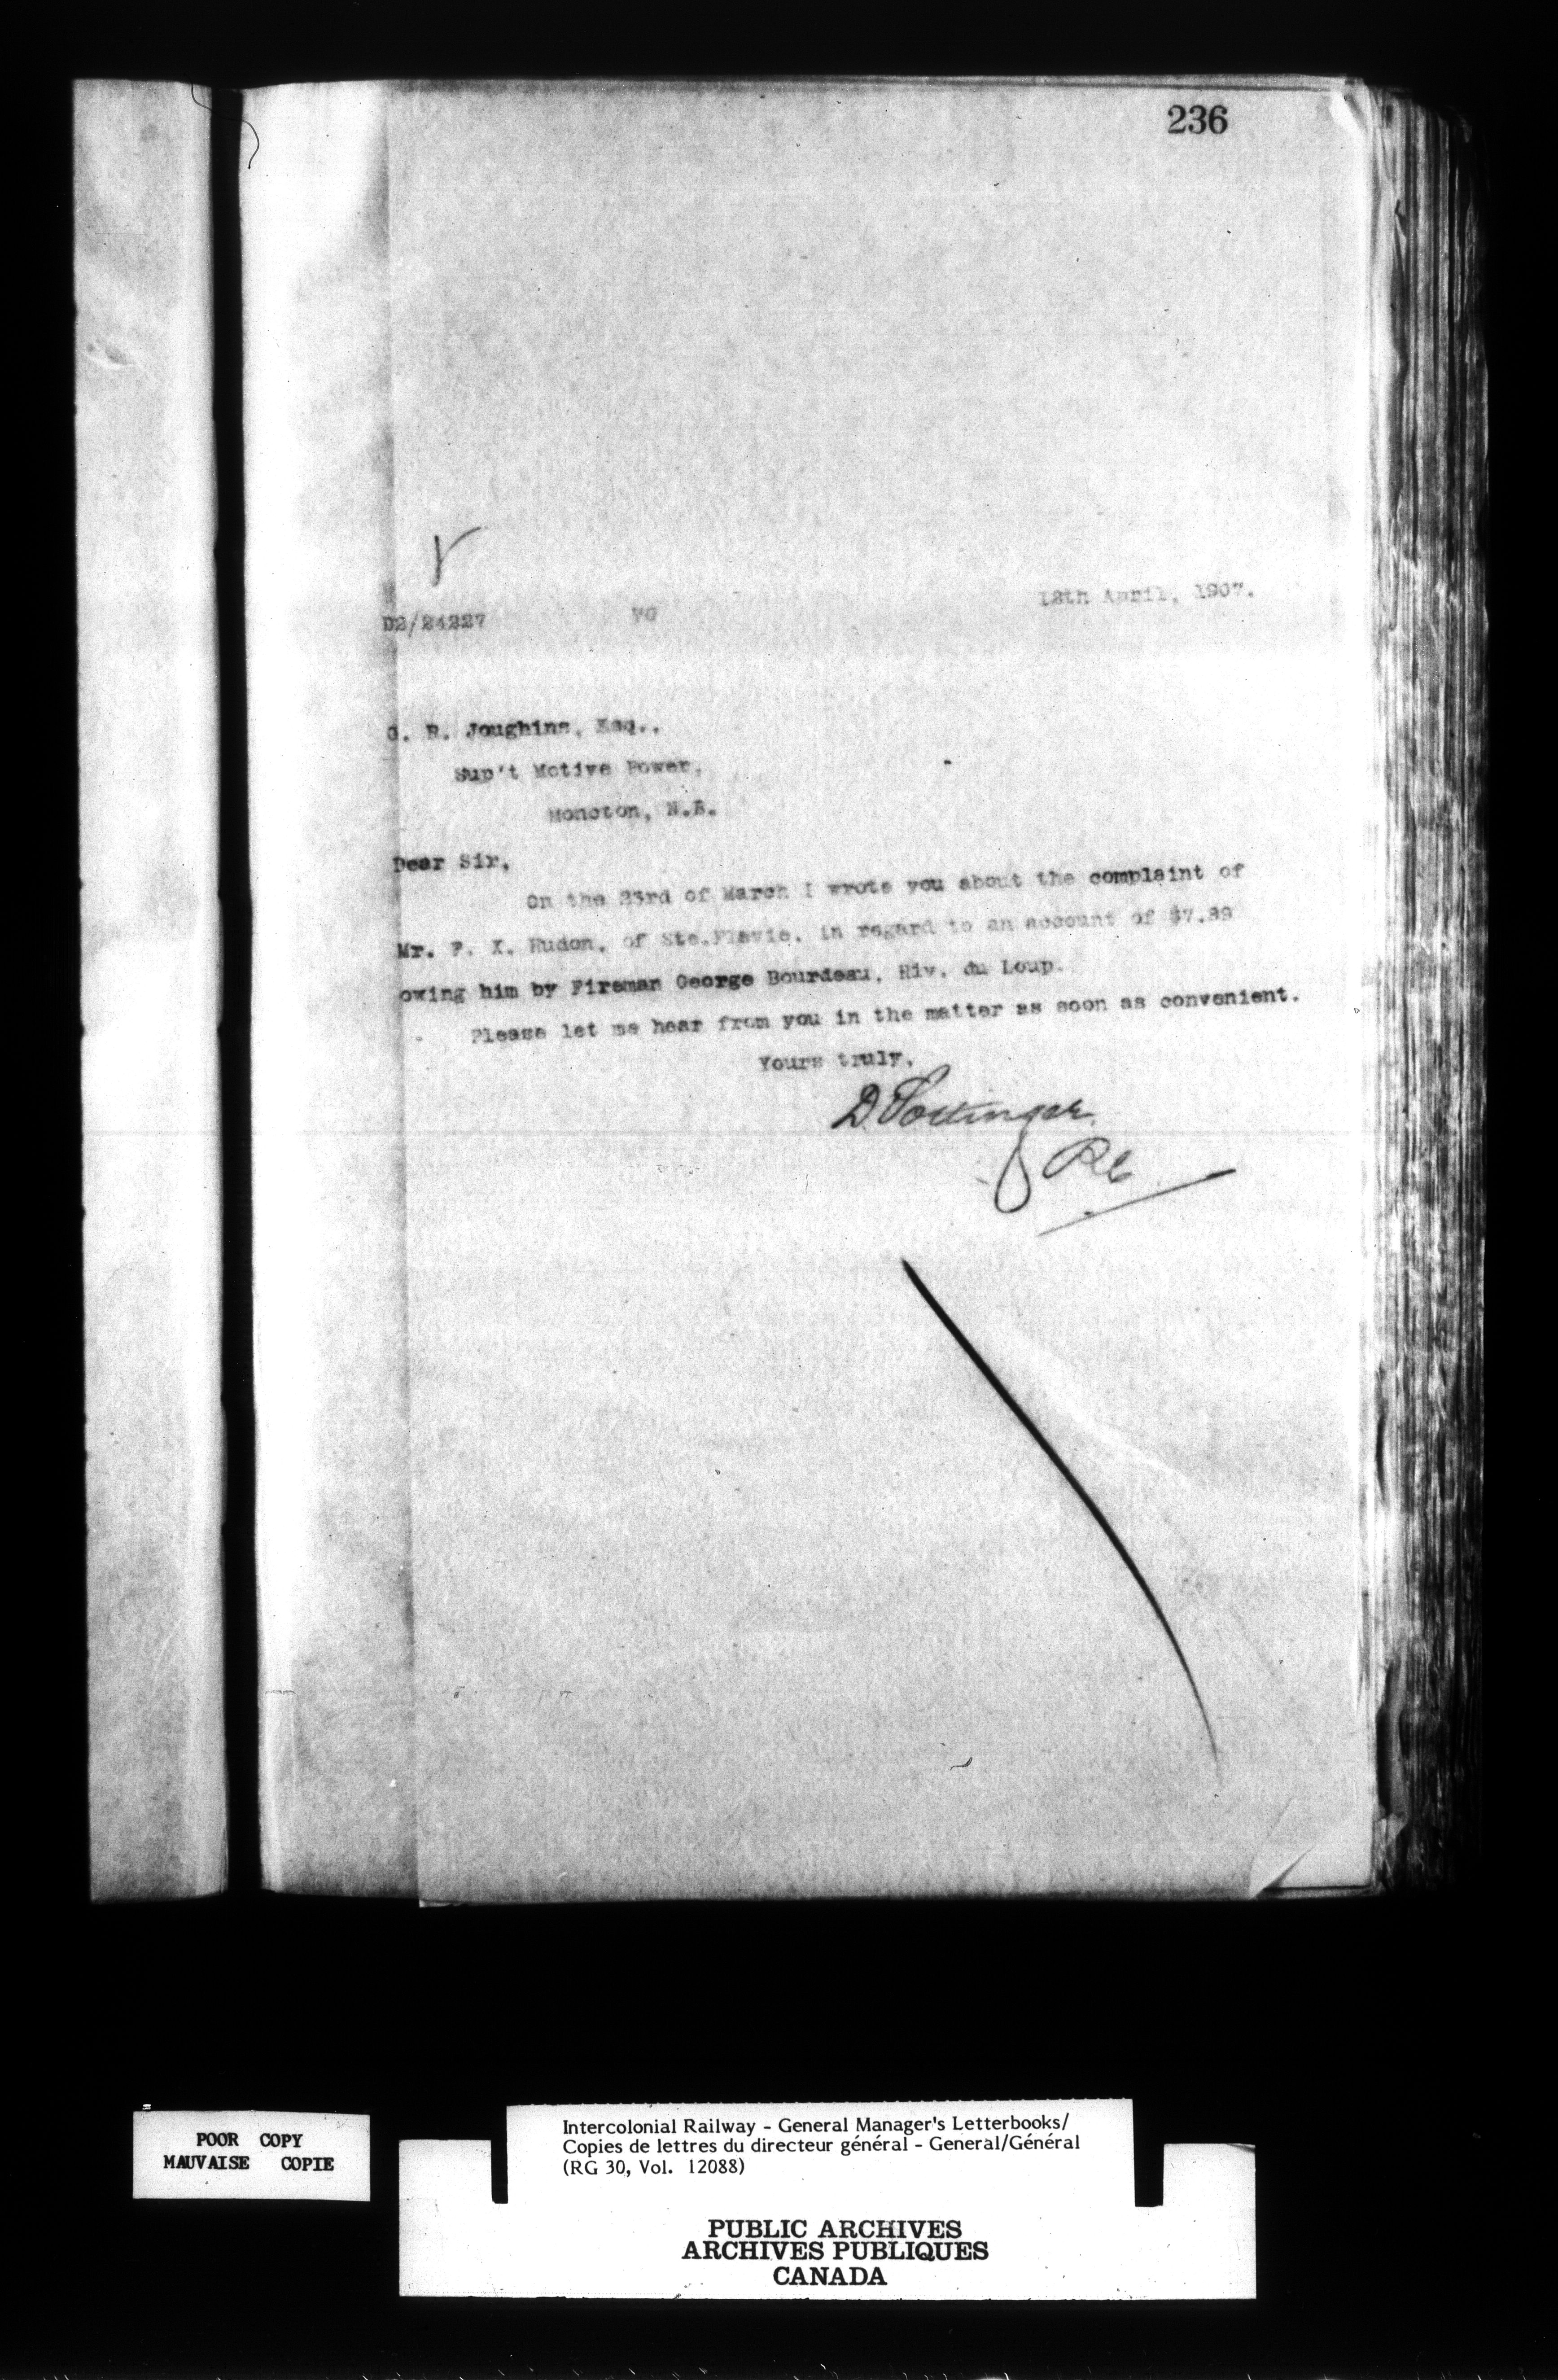 236
D2/24227 FG 12th April, 1907.
G. R. Joughins, Esq.,
Sup't Motive Power,
Moncton, N.B.
Dear Sir,
On the 23rd of March I wrote you about the complaint of
Mr. F. X. Hudon, of Ste.Flavie, in regard to an account of $7.99
owing him by Fireman George Bourdeau, Riv. du Loup.
Please let me hear from you in the matter as soon as convenient.
Yours truly,
D. Pottinger
POOR COPY
MAUVAISE COPIE
Intercolonial Railway - General Manager's Letterbooks/
Copies de lettres du directeur général - General/Général
(RG 30, Vol. 12088)
PUBLIC ARCHIVES
ARCHIVES PUBLIQUES
CANADA